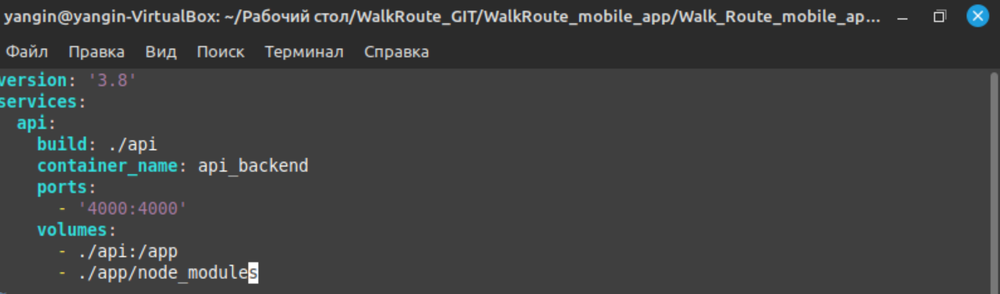 yangin@yangin-VirtualBox: ~/Рабочий стол/WalkRoute_GIT/WalkRoute_mobile_app/Walk_Route_mobile_ap...
Файл Правка Вид Поиск Терминал Справка
version: '3.8'
services:
  api:
    build: ./api
    container_name: api_backend
    ports:
      - '4000:4000'
    volumes:
      - ./api:/app
      - ./app/node_modules